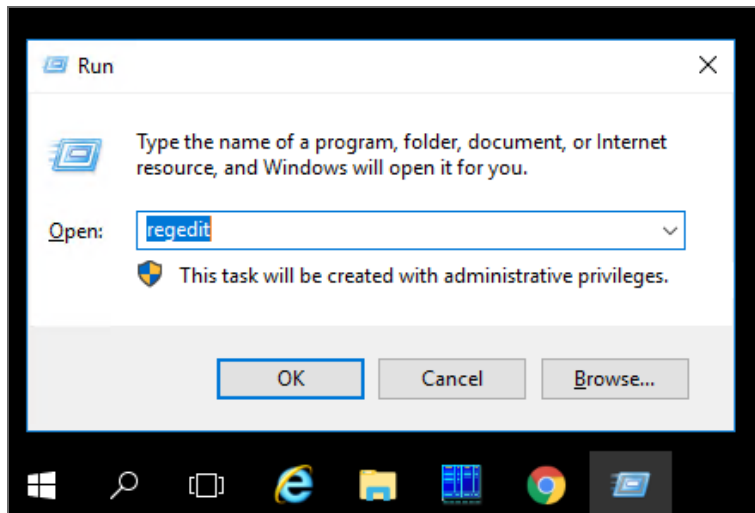 Run
Type the name of a program, folder, document, or Internet
resource, and Windows will open it for you.
Open: regedit
This task will be created with administrative privileges.
OK Cancel Browse...